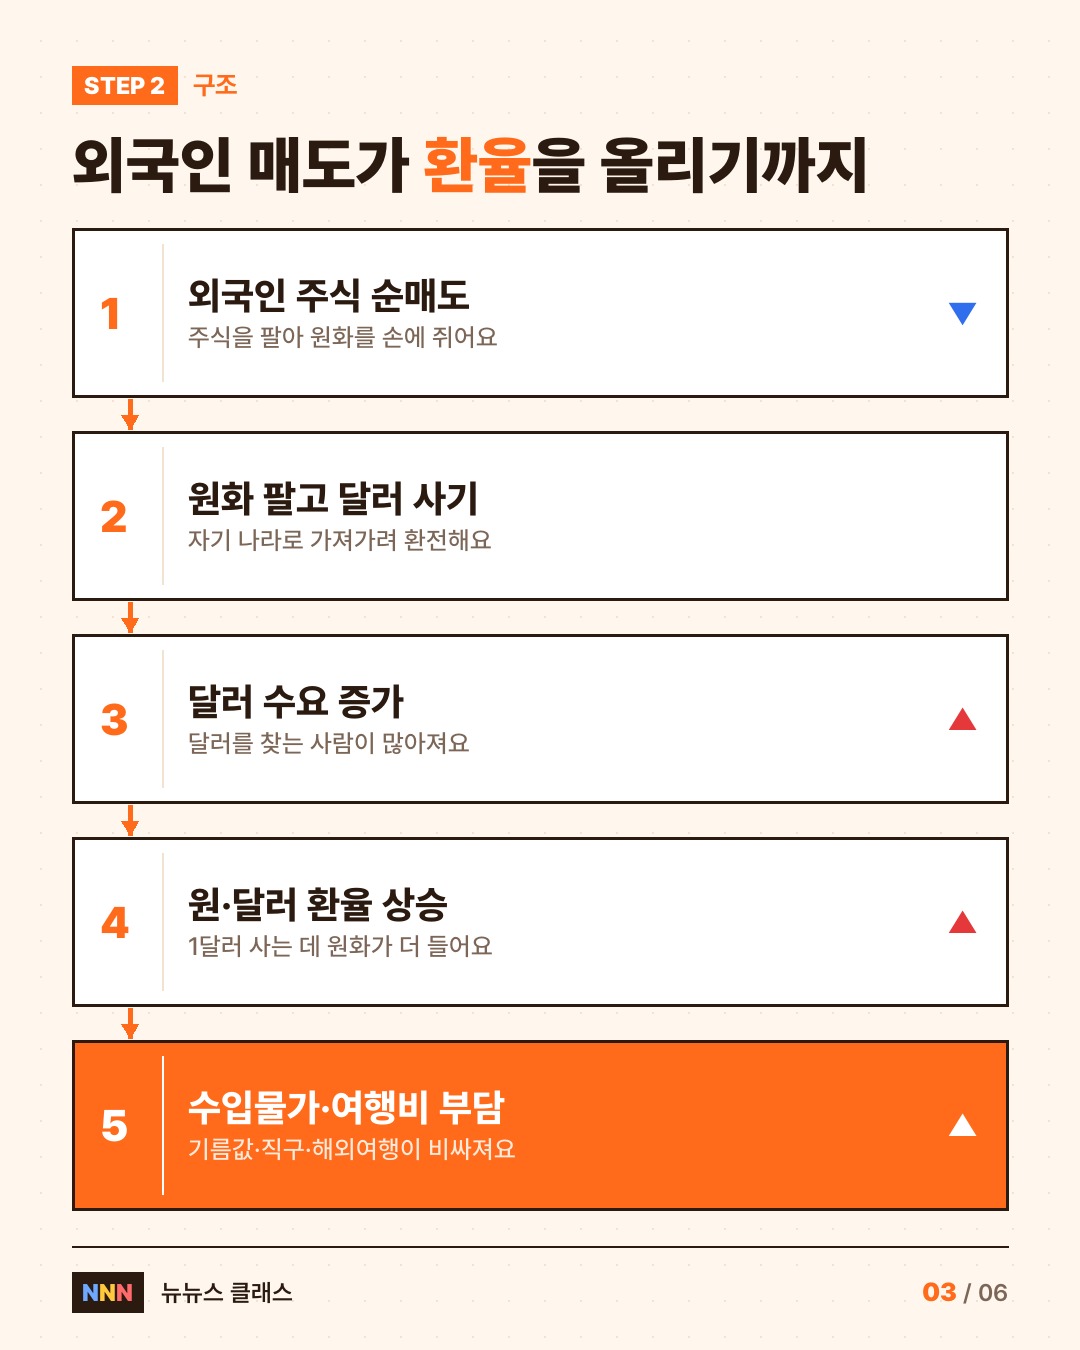 STEP 2 구조
외국인 매도가 환율을 올리기까지
1
외국인 주식 순매도
주식을 팔아 원화를 손에 쥐어요
2
원화 팔고 달러 사기
자기 나라로 가져가려 환전해요
3
달러 수요 증가
달러를 찾는 사람이 많아져요
4
원·달러 환율 상승
1달러 사는 데 원화가 더 들어요
5
수입물가·여행비 부담
기름값·직구·해외여행이 비싸져요
NNN 뉴뉴스 클래스
03 / 06